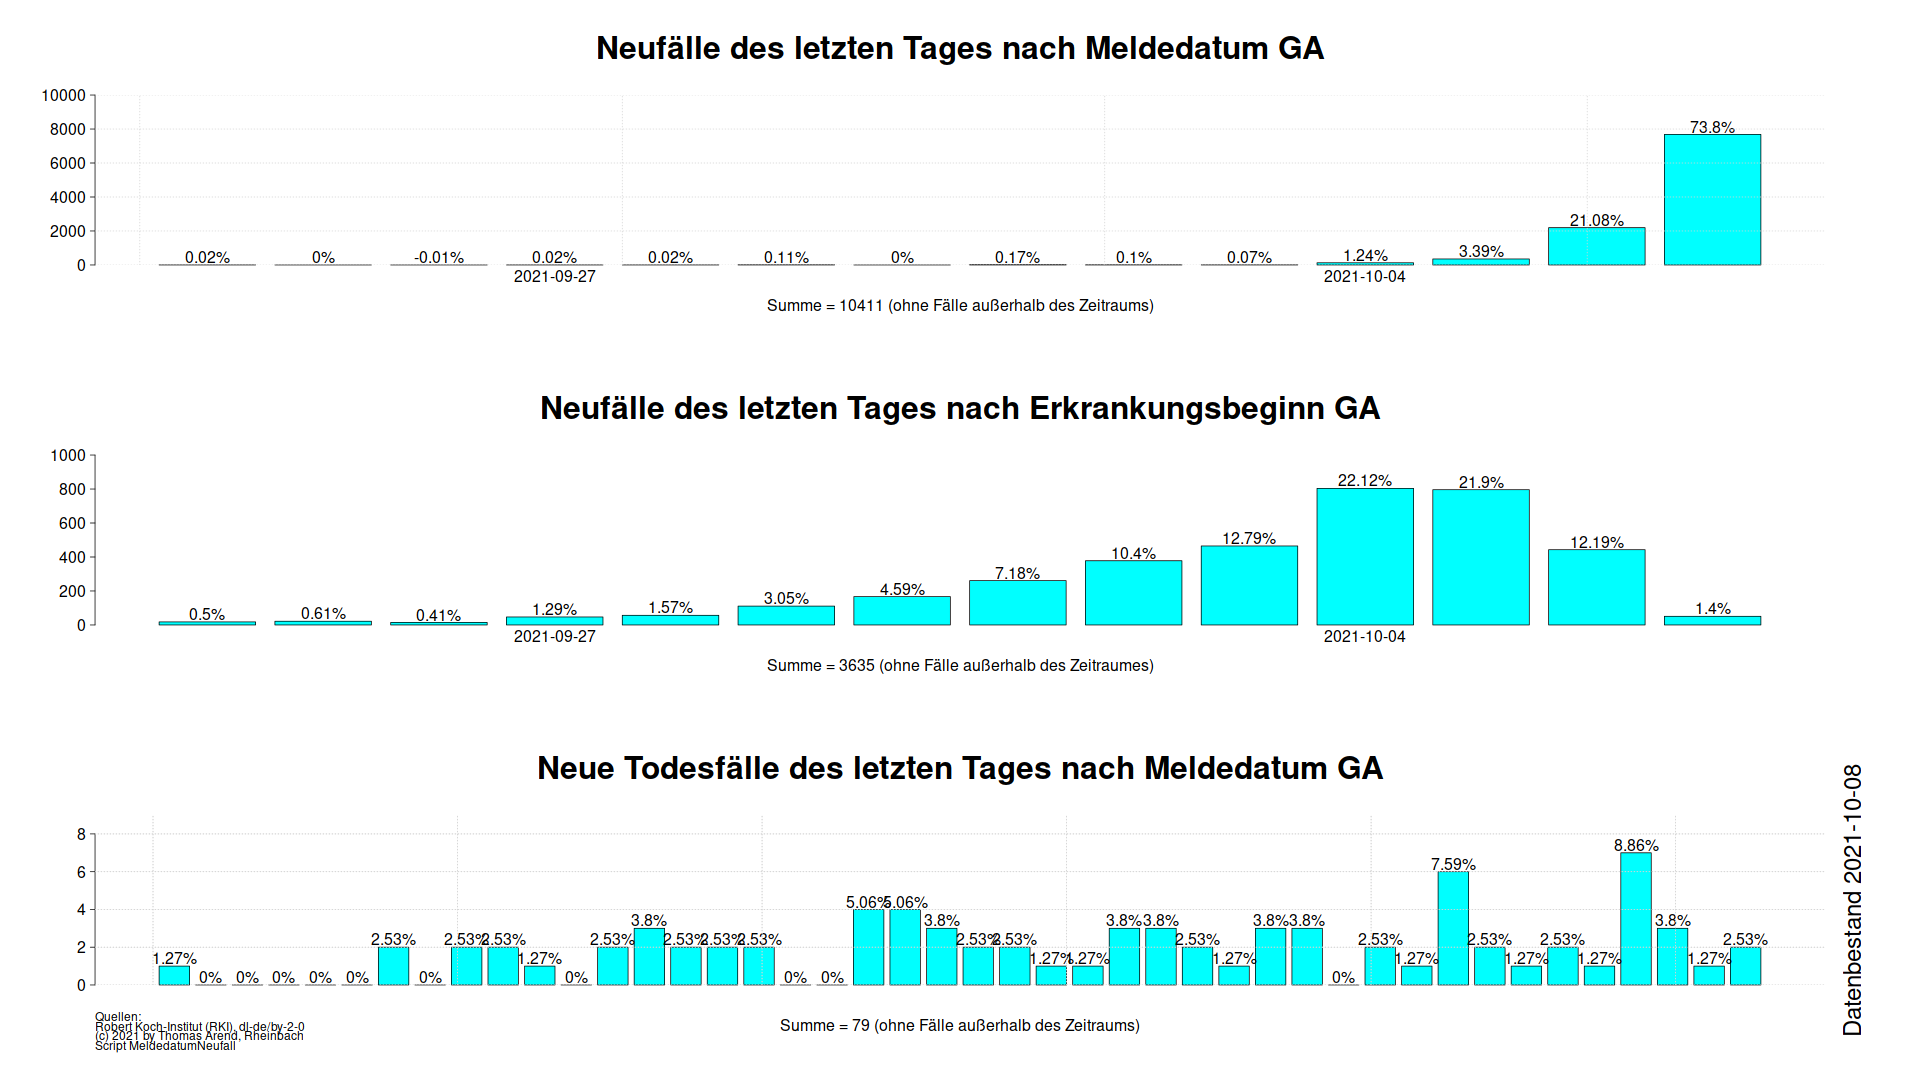 Neufälle des letzten Tages nach Meldedatum GA
10000
8000
6000
4000
2000
0
0.02% 0% -0.01% 0.02% 0.02% 0.11% 0% 0.17% 0.1% 0.07% 1.24% 3.39% 21.08% 73.8%
2021-09-27 2021-10-04
Summe = 10411 (ohne Fälle außerhalb des Zeitraums)
Neufälle des letzten Tages nach Erkrankungsbeginn GA
1000
800
600
400
200
0
0.5% 0.61% 0.41% 1.29% 1.57% 3.05% 4.59% 7.18% 10.4% 12.79% 22.12% 21.9% 12.19% 1.4%
2021-09-27 2021-10-04
Summe = 3635 (ohne Fälle außerhalb des Zeitraumes)
Neue Todesfälle des letzten Tages nach Meldedatum GA
8
6
4
2
0
1.27% 0% 0% 0% 0% 0% 2.53% 0% 2.53% 2.53% 1.27% 0% 2.53% 3.8% 2.53% 2.53% 2.53% 0% 0% 5.06% 5.06% 3.8% 2.53% 2.53% 1.27% 1.27% 3.8% 3.8% 2.53% 1.27% 3.8% 3.8% 0% 2.53% 1.27% 7.59% 2.53% 1.27% 2.53% 1.27% 8.86% 3.8% 1.27% 2.53%
Summe = 79 (ohne Fälle außerhalb des Zeitraums)
Quellen:
Robert Koch-Institut (RKI), dl-de/by-2-0
(c) 2021 by Thomas Arend, Rheinbach
Script MeldedatumNeufall
Datenbestand 2021-10-08